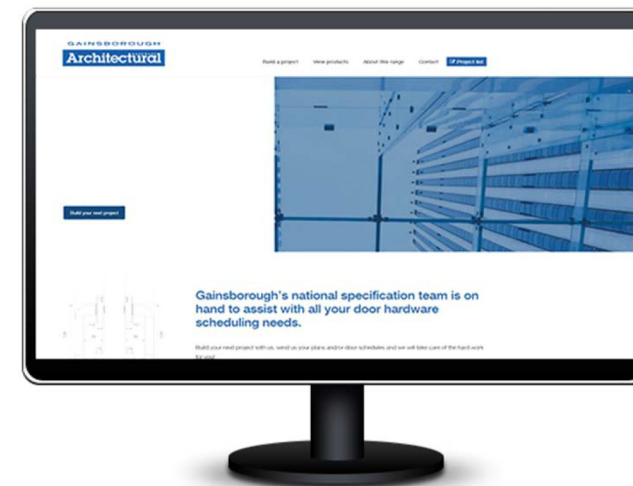 GAINSBOROUGH
Architectural
Build a project View products About this range Contact Project list
Build your next project
Gainsborough's national specification team is on
hand to assist with all your door hardware
scheduling needs.
Build your next project with us, send us your plans and/or door schedules and we will take care of the hard work
for you!